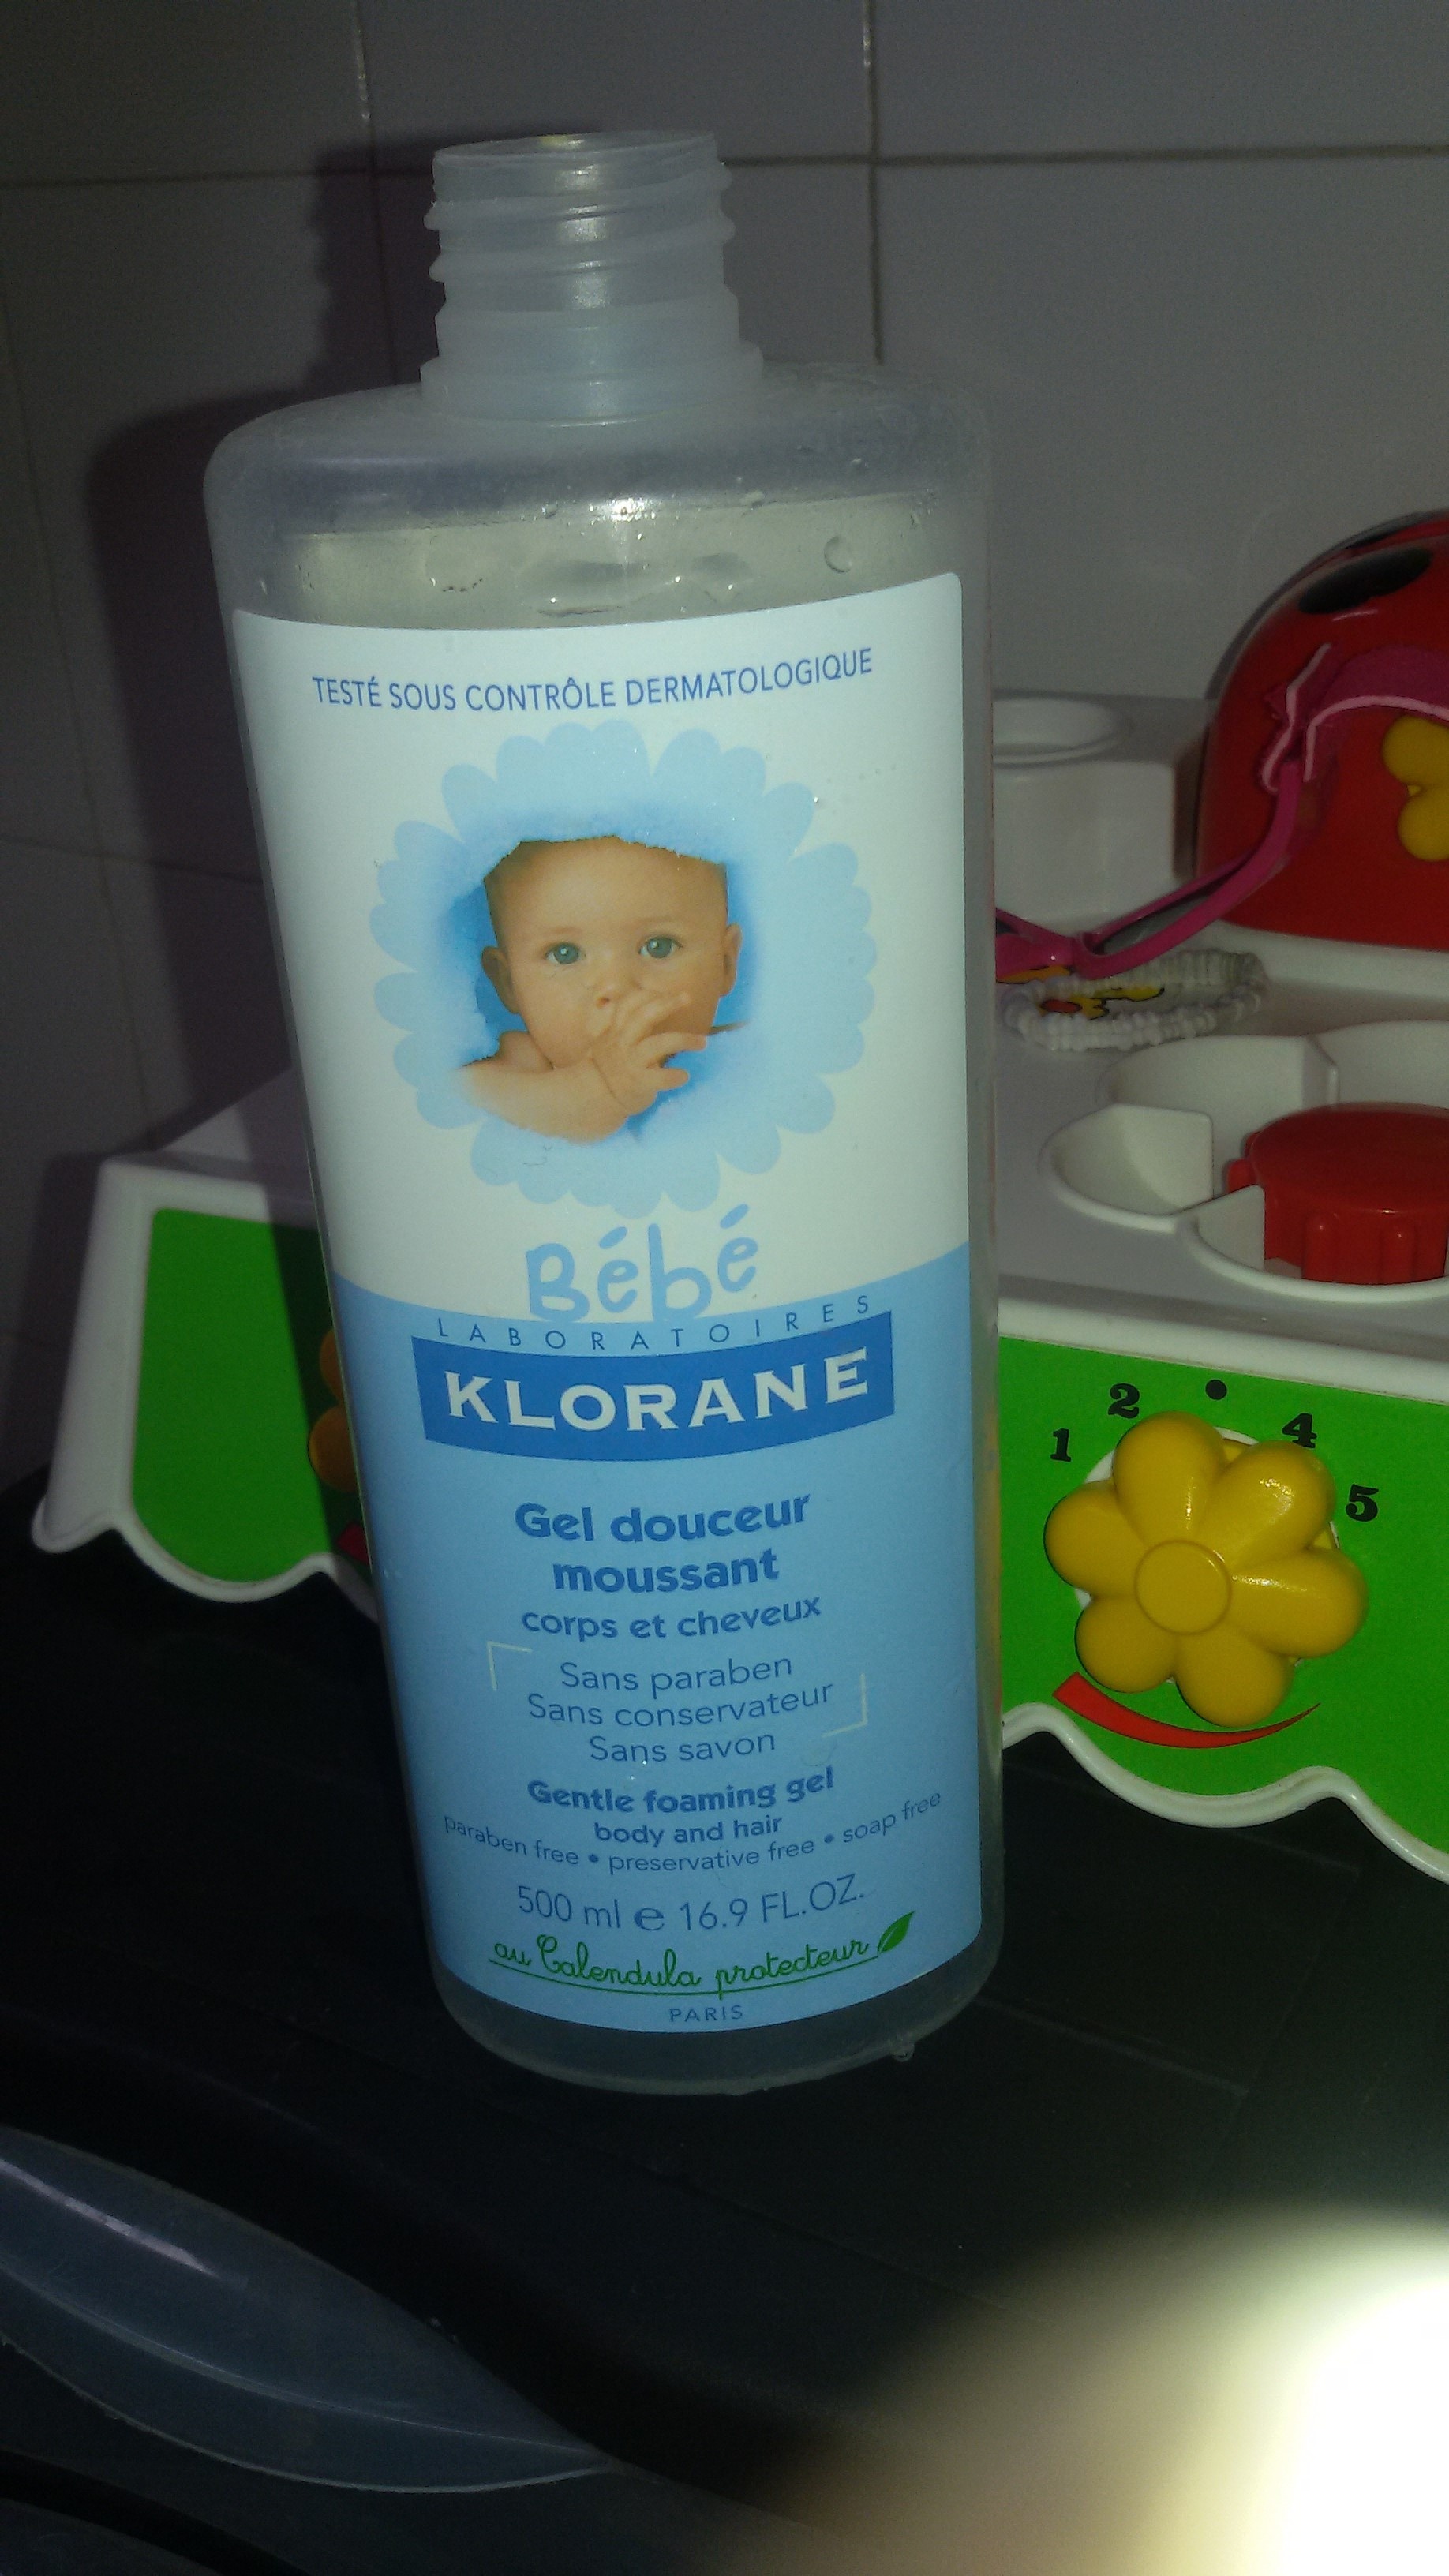 TESTÉ SOUS CONTRÔLE DERMATOLOGIQUE
Bébé
LABORATOIRES
KLORANE
Gel douceur
moussant
corps et cheveux
Sans paraben
Sans conservateur
Sans savon
Gentle foaming gel
body and hair
paraben free • preservative free • soap free
500 ml e 16.9 FL.OZ.
au Calendula protecteur
PARIS
1 2 • 4 5